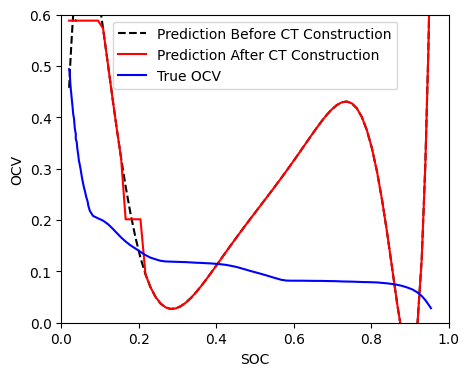 Prediction Before CT Construction
Prediction After CT Construction
True OCV
0.6
0.5
0.4
0.3
0.2
0.1
0.0
OCV
0.0 0.2 0.4 0.6 0.8 1.0
SOC